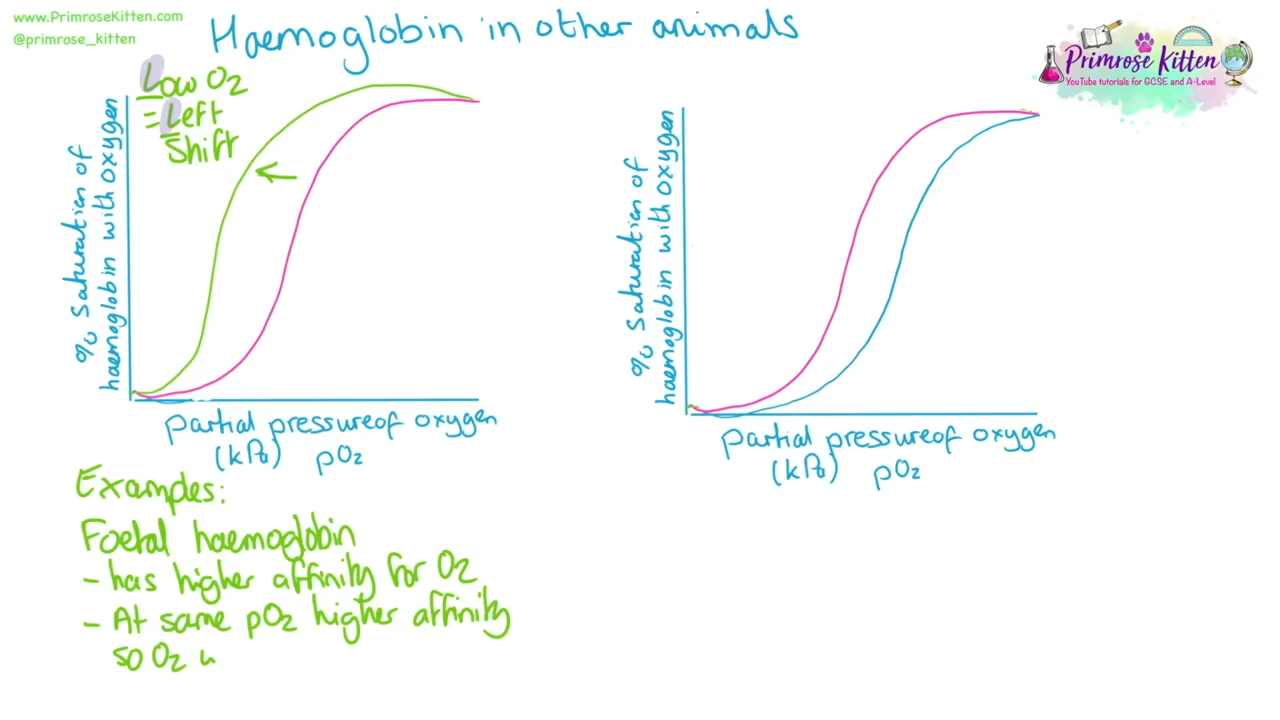 www.PrimroseKitten.com
@primrose_kitten
Haemoglobin in other animals
Primrose Kitten
YouTube tutorials for GCSE and A-Level
Low O2
= Left
Shift
% Saturation of
haemoglobin with oxygen
Partial pressure of oxygen
(kPa) pO2
% Saturation of
haemoglobin with oxygen
Partial pressure of oxygen
(kPa) pO2
Examples:
Foetal haemoglobin
- has higher affinity for O2
- At same pO2 higher affinity
so O2